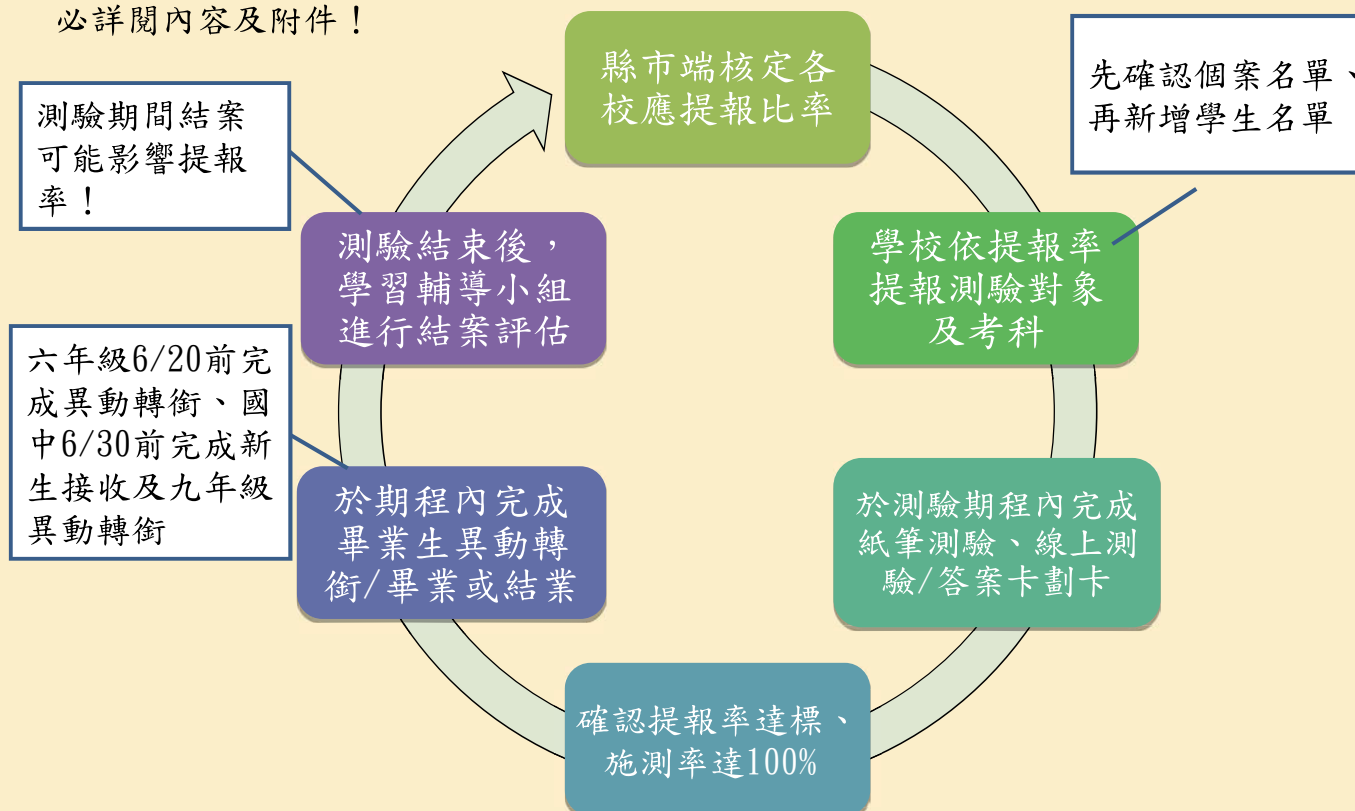 必詳閱內容及附件！
縣市端核定各
校應提報比率
先確認個案名單、
再新增學生名單
學校依提報率
提報測驗對象
及考科
於測驗期程內完成
紙筆測驗、線上測
驗/答案卡劃卡
確認提報率達標、
施測率達100%
於期程內完成
畢業生異動轉
銜/畢業或結業
六年級6/20前完
成異動轉銜、國
中6/30前完成新
生接收及九年級
異動轉銜
測驗結束後，
學習輔導小組
進行結案評估
測驗期間結案
可能影響提報
率！